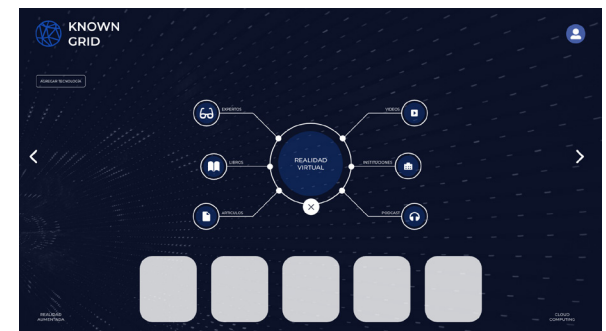 KNOWN
GRID
AGREGAR TECNOLOGÍA
EXPERTOS
VIDEOS
LIBROS
REALIDAD
VIRTUAL
INSTITUCIONES
ARTÍCULOS
PODCAST
REALIDAD
AUMENTADA
CLOUD
COMPUTING